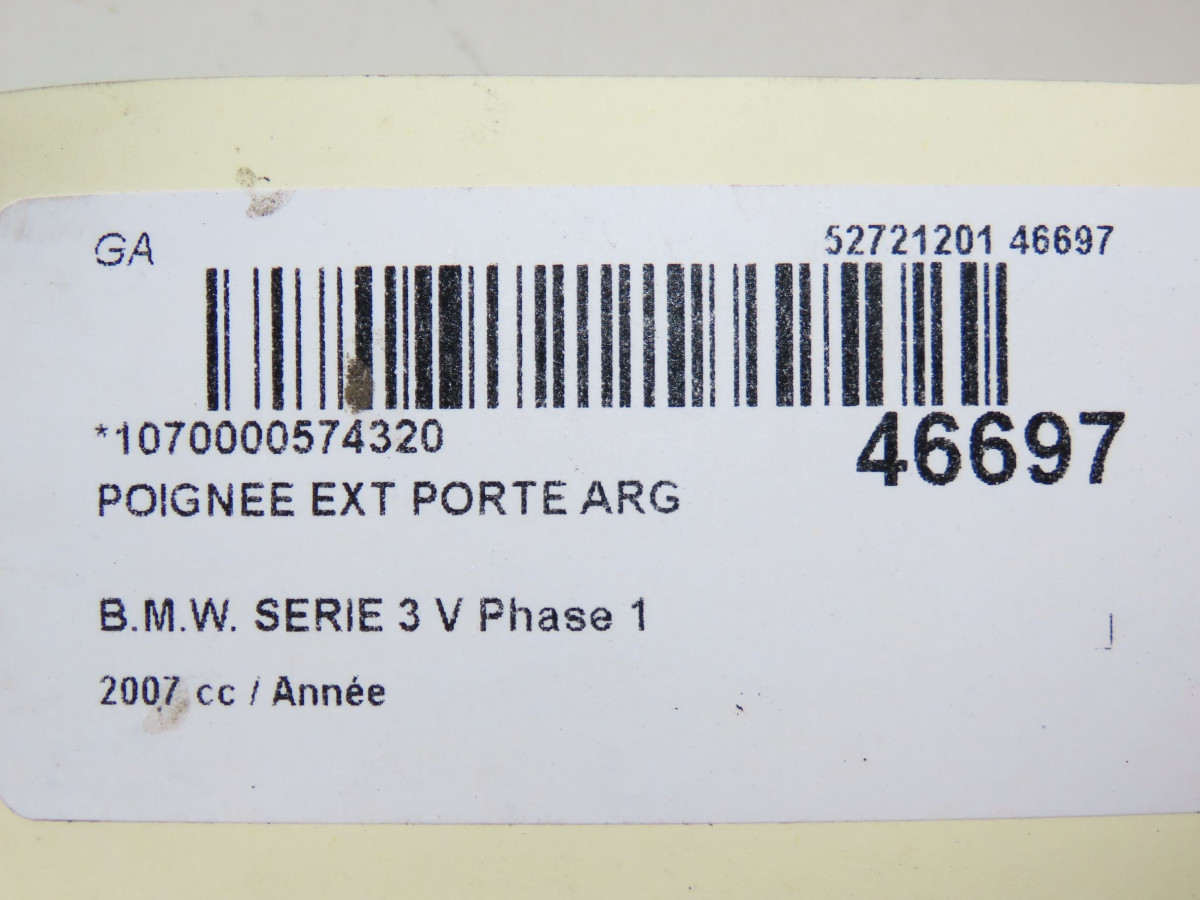 GA
52721201 46697
*1070000574320
46697
POIGNEE EXT PORTE ARG
B.M.W. SERIE 3 V Phase 1
2007 cc / Année